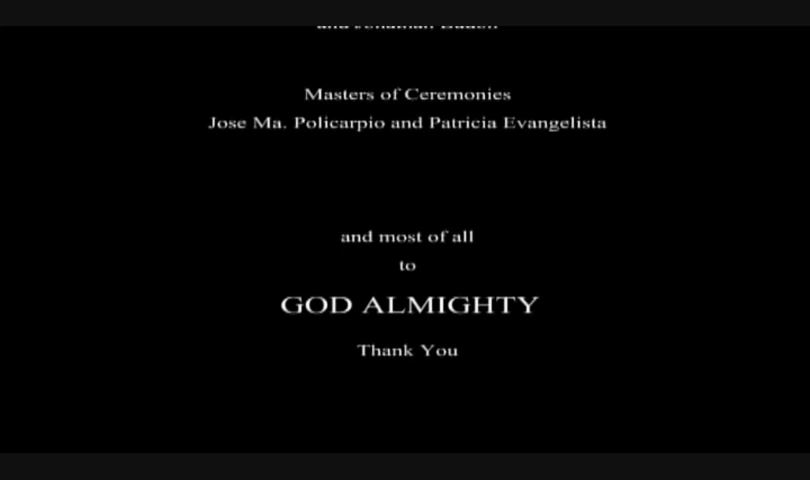 Masters of Ceremonies
Jose Ma. Policarpio and Patricia Evangelista
and most of all
to
GOD ALMIGHTY
Thank You